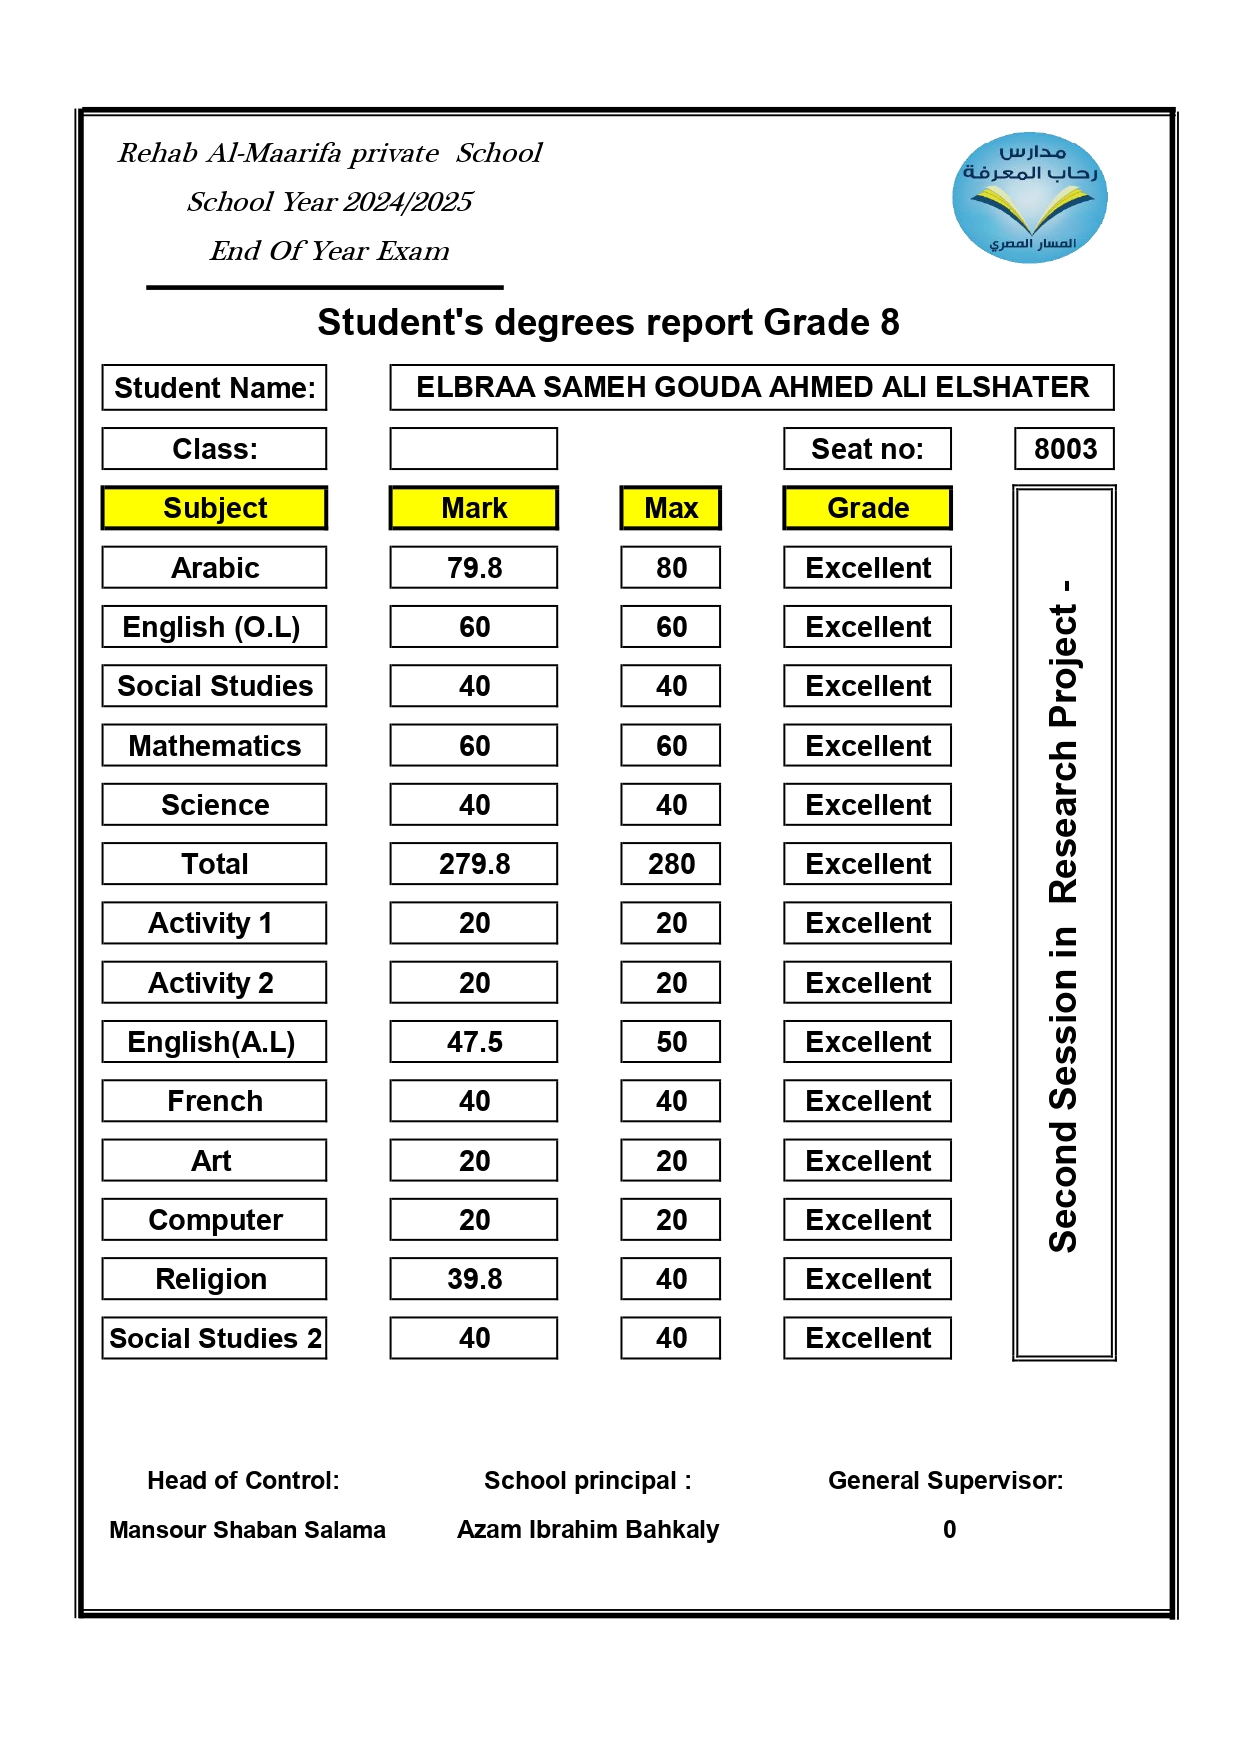 Rehab Al-Maarifa private School
School Year 2024/2025
End Of Year Exam
مدارس
رحاب المعرفة
المسار المصري
Student's degrees report Grade 8
Student Name: ELBRAA SAMEH GOUDA AHMED ALI ELSHATER
Class: Seat no: 8003
Subject Mark Max Grade
Arabic 79.8 80 Excellent
English (O.L) 60 60 Excellent
Social Studies 40 40 Excellent
Mathematics 60 60 Excellent
Science 40 40 Excellent
Total 279.8 280 Excellent
Activity 1 20 20 Excellent
Activity 2 20 20 Excellent
English(A.L) 47.5 50 Excellent
French 40 40 Excellent
Art 20 20 Excellent
Computer 20 20 Excellent
Religion 39.8 40 Excellent
Social Studies 2 40 40 Excellent
Second Session in Research Project -
Head of Control: School principal : General Supervisor:
Mansour Shaban Salama Azam Ibrahim Bahkaly 0